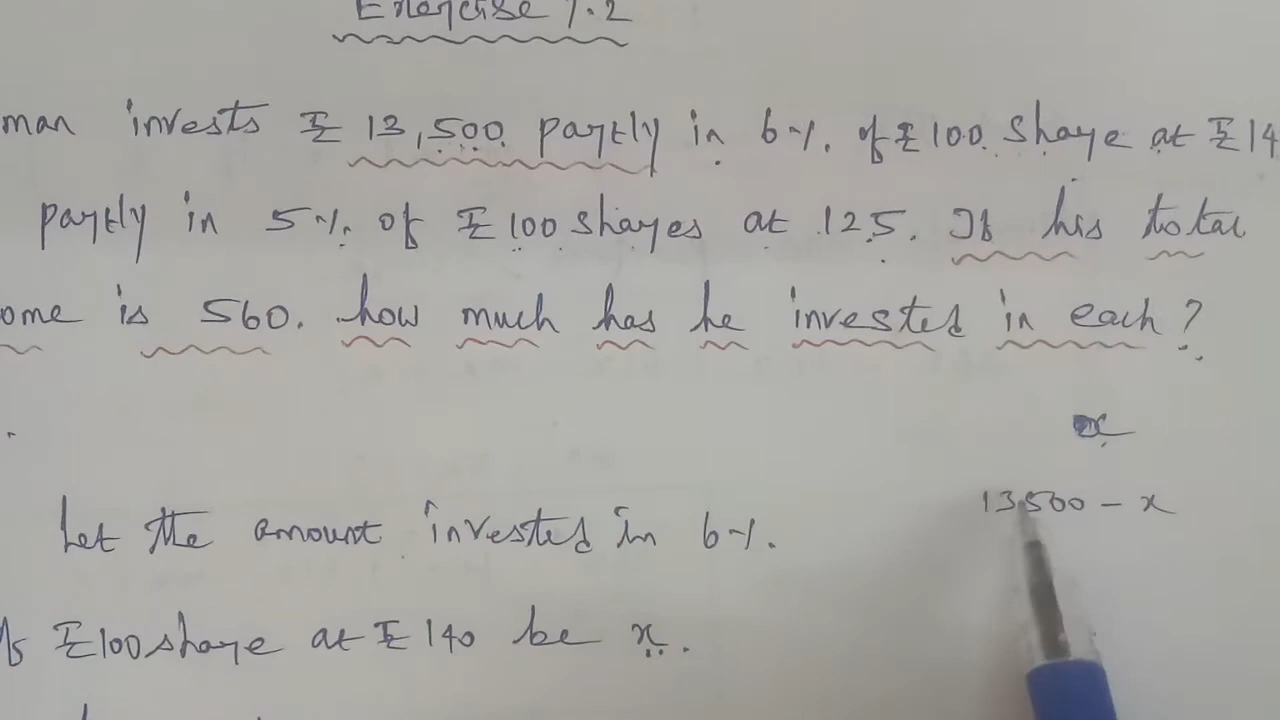 Exercise 7.2
man invests ₹ 13,500 partly in 6%. of ₹100 share at ₹14
partly in 5%. of ₹100 shares at 125. If his total
ome is 560. how much has he invested in each?
x
13500 - x
Let the amount invested in 6%.
₹100 share at ₹140 be x.